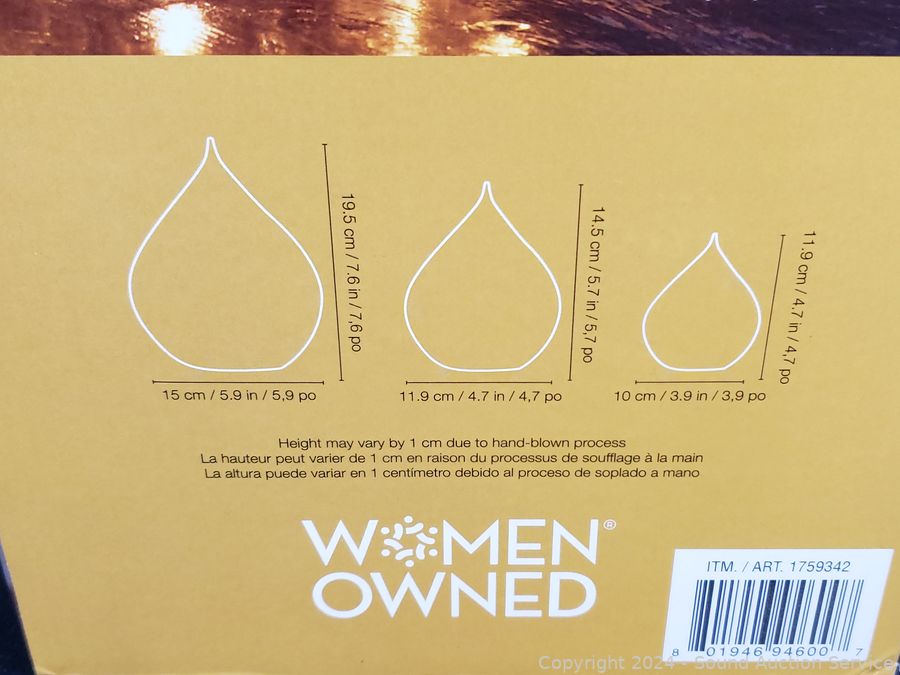 19.5 cm / 7.6 in / 7,6 po
14.5 cm / 5.7 in / 5,7 po
11.9 cm / 4.7 in / 4,7 po
15 cm / 5.9 in / 5,9 po
11.9 cm / 4.7 in / 4,7 po
10 cm / 3.9 in / 3,9 po
Height may vary by 1 cm due to hand-blown process
La hauteur peut varier de 1 cm en raison du processus de soufflage à la main
La altura puede variar en 1 centímetro debido al proceso de soplado a mano
WOMEN®
OWNED
ITM. / ART. 1759342
8 01946 94600 7
Copyright 2024 - Sound Auction Service